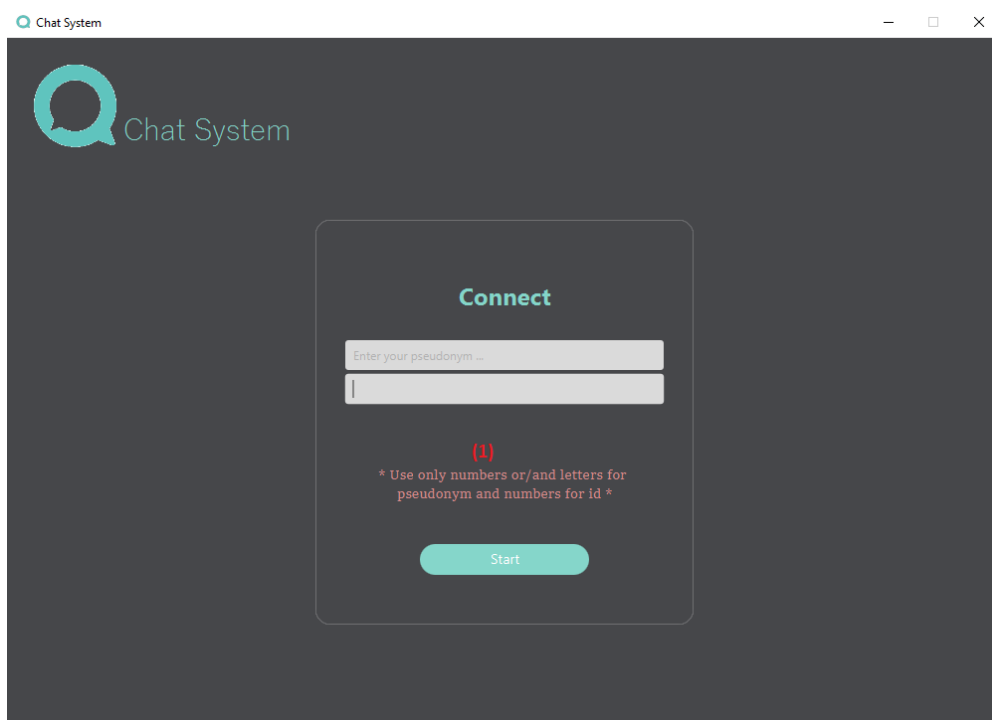 Chat System
Chat System
Connect
Enter your pseudonym ...
(1)
* Use only numbers or/and letters for
pseudonym and numbers for id *
Start